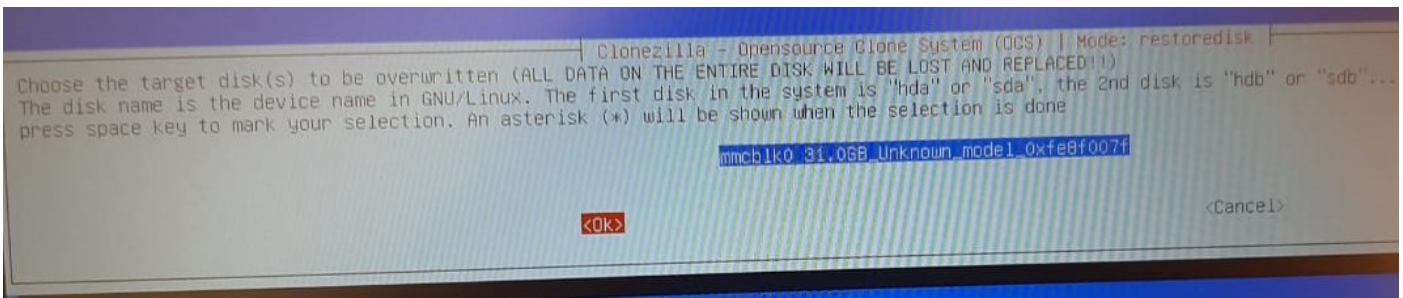 Clonezilla - Opensource Clone System (OCS) | Mode: restoredisk
Choose the target disk(s) to be overwritten (ALL DATA ON THE ENTIRE DISK WILL BE LOST AND REPLACED!!)
The disk name is the device name in GNU/Linux. The first disk in the system is "hda" or "sda", the 2nd disk is "hdb" or "sdb"...
press space key to mark your selection. An asterisk (*) will be shown when the selection is done
mmcblk0 31.0GB_Unknown_model_0xfe8f007f
<Ok> <Cancel>